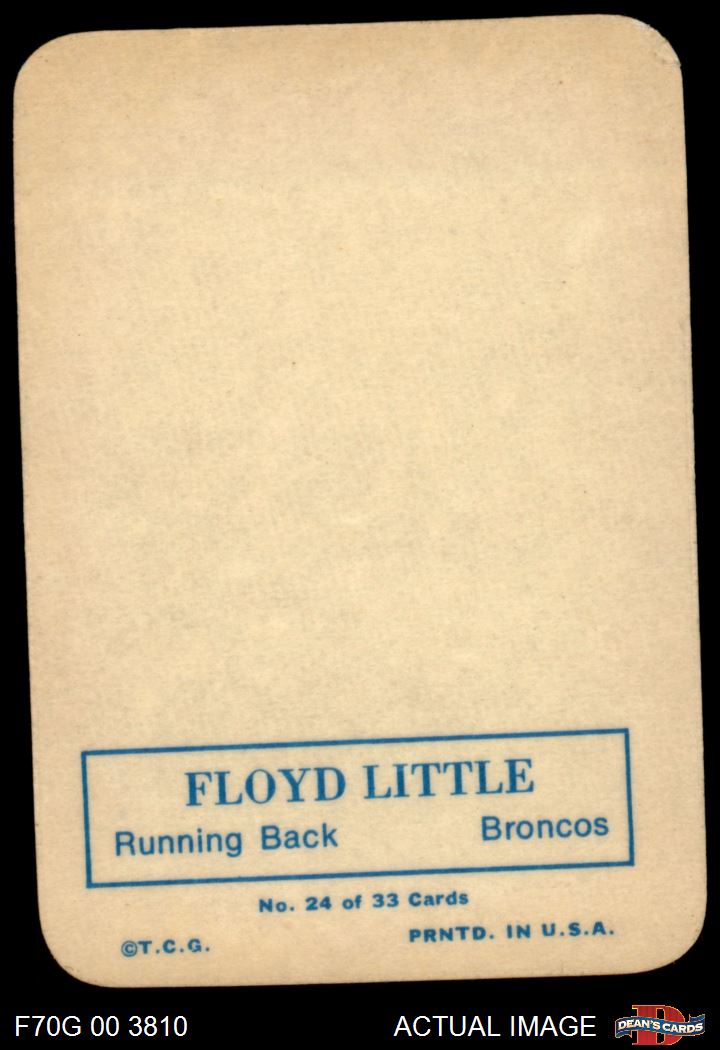 FLOYD LITTLE
Running Back Broncos
No. 24 of 33 Cards
©T.C.G. PRNTD. IN U.S.A.
F70G 00 3810 ACTUAL IMAGE DEAN'S CARDS